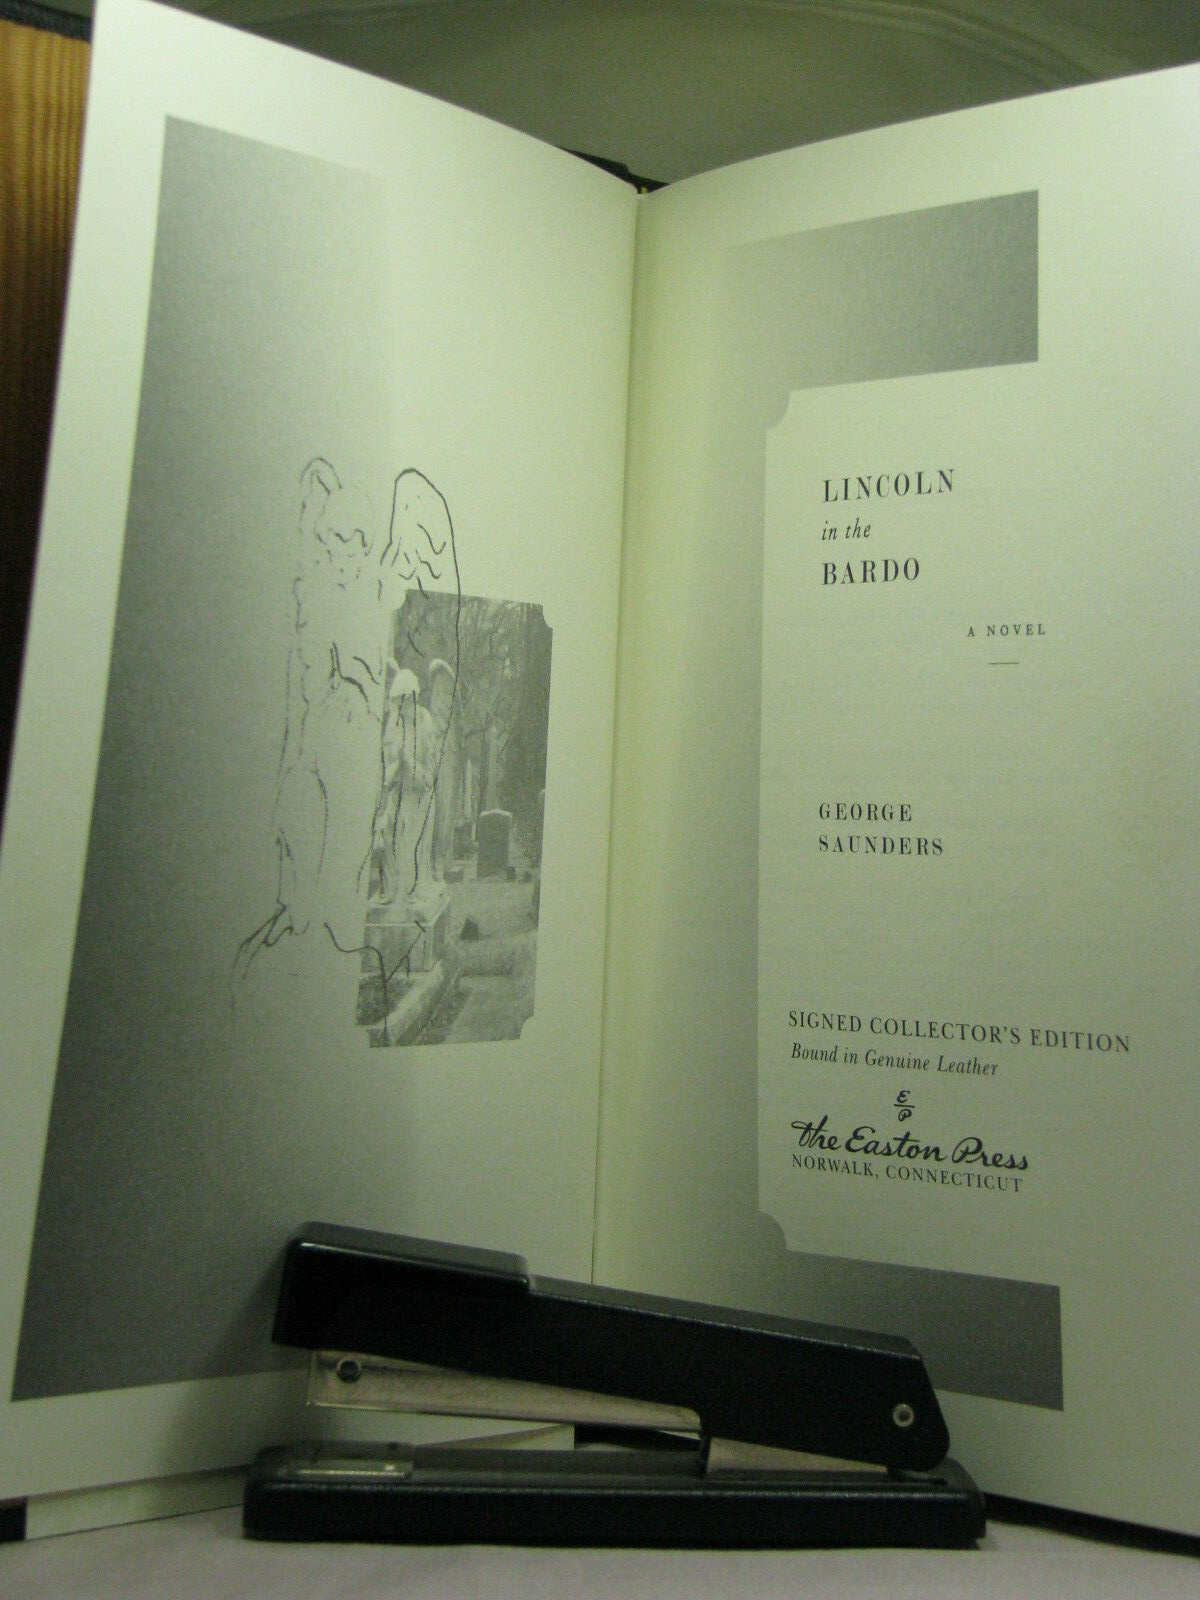 LINCOLN
in the
BARDO
A NOVEL
GEORGE
SAUNDERS
SIGNED COLLECTOR'S EDITION
Bound in Genuine Leather
E
P
the Easton Press
NORWALK, CONNECTICUT